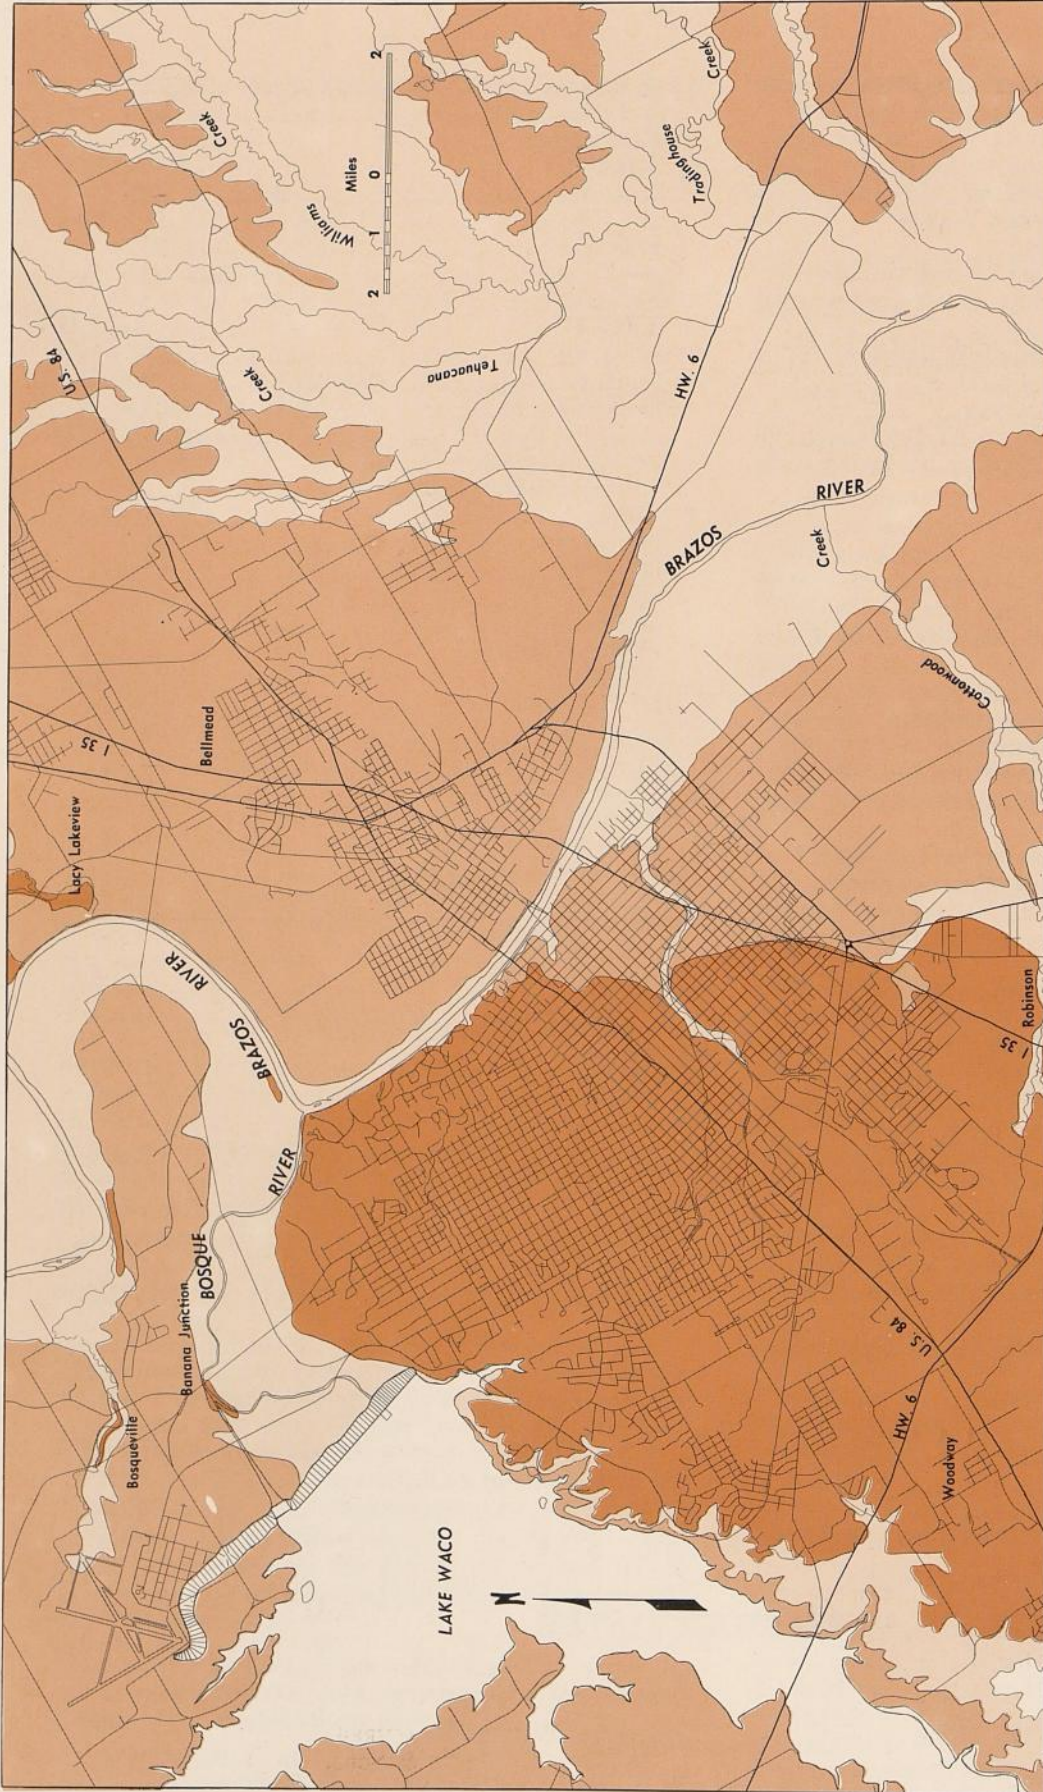 2
Miles
0
1
2
Creek
Williams
Creek
Tradinghouse
U.S. 84
Creek
Tehuacana
HW. 6
RIVER
BRAZOS
Creek
Cottonwood
I 35
Bellmead
Lacy Lakeview
RIVER
BRAZOS
Robinson
I 35
RIVER
BOSQUE
Banana Junction
Bosqueville
U.S. 84
HW. 6
Woodway
LAKE WACO
N